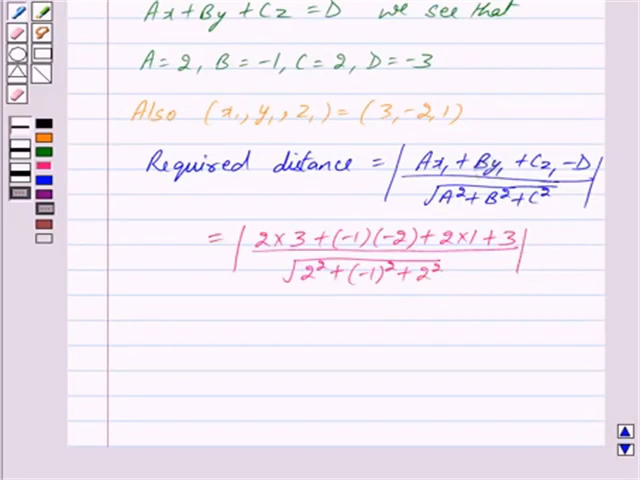 Ax+By+Cz=D we see that
A=2, B=-1, C=2, D=-3
Also (x₁, y₁, z₁) = (3,-2,1)
Required distance = | Ax₁+By₁+Cz₁-D / √A²+B²+C² |
= | 2×3+(-1)(-2)+2×1+3 / √2²+(-1)²+2² |